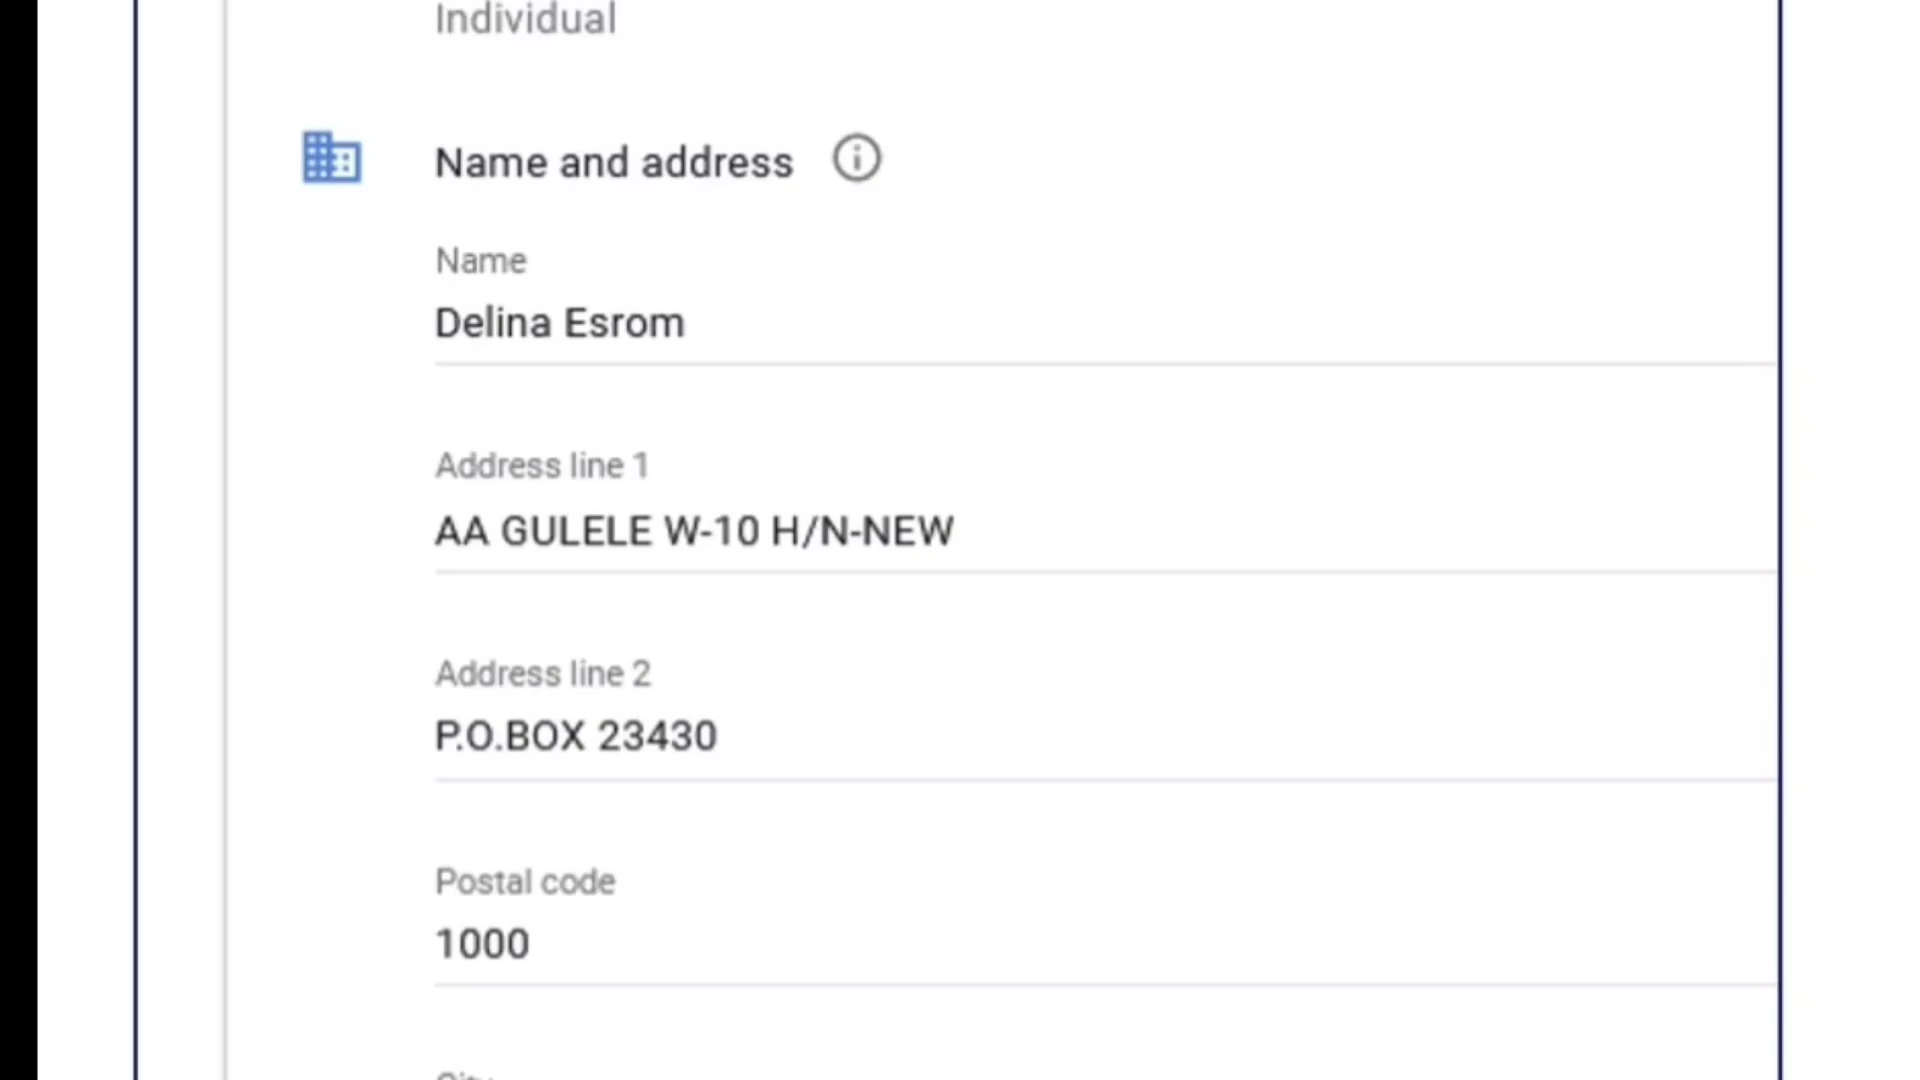 Individual
Name and address
Name
Delina Esrom
Address line 1
AA GULELE W-10 H/N-NEW
Address line 2
P.O.BOX 23430
Postal code
1000
City